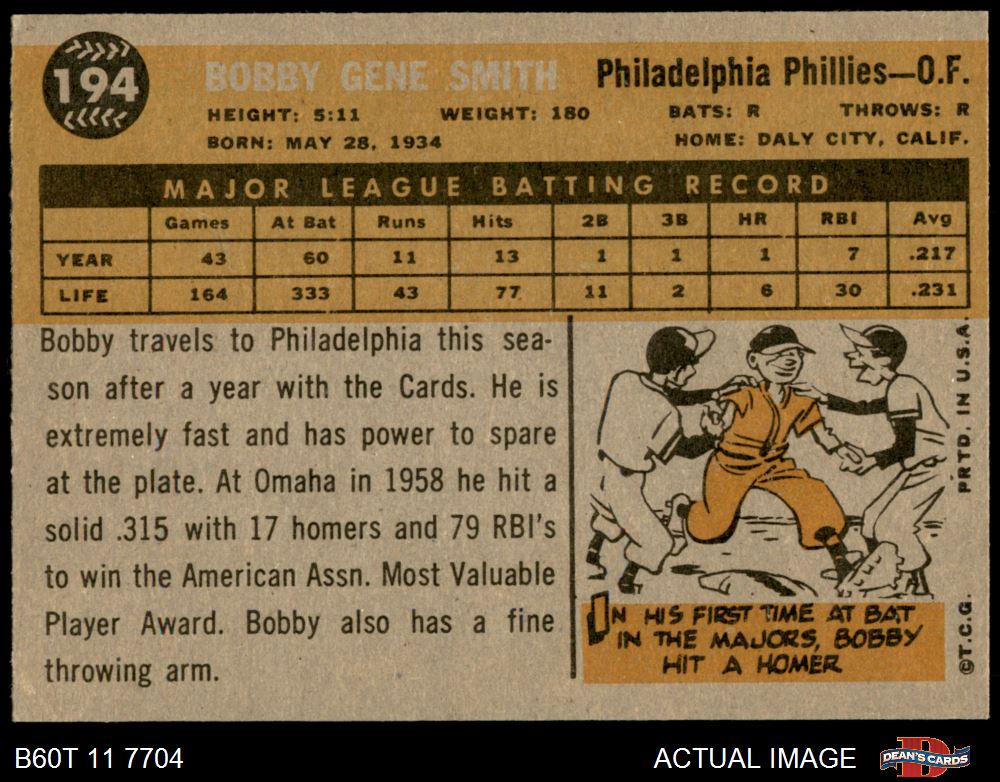 194
BOBBY GENE SMITH
Philadelphia Phillies—O.F.
HEIGHT: 5:11 WEIGHT: 180 BATS: R THROWS: R
BORN: MAY 28, 1934 HOME: DALY CITY, CALIF.
MAJOR LEAGUE BATTING RECORD
Games At Bat Runs Hits 2B 3B HR RBI Avg
YEAR 43 60 11 13 1 1 1 7 .217
LIFE 164 333 43 77 11 2 6 30 .231
Bobby travels to Philadelphia this sea-
son after a year with the Cards. He is
extremely fast and has power to spare
at the plate. At Omaha in 1958 he hit a
solid .315 with 17 homers and 79 RBI's
to win the American Assn. Most Valuable
Player Award. Bobby also has a fine
throwing arm.
IN HIS FIRST TIME AT BAT
IN THE MAJORS, BOBBY
HIT A HOMER
©T.C.G. PRTD. IN U.S.A.
B60T 11 7704
ACTUAL IMAGE
DEAN'S CARDS